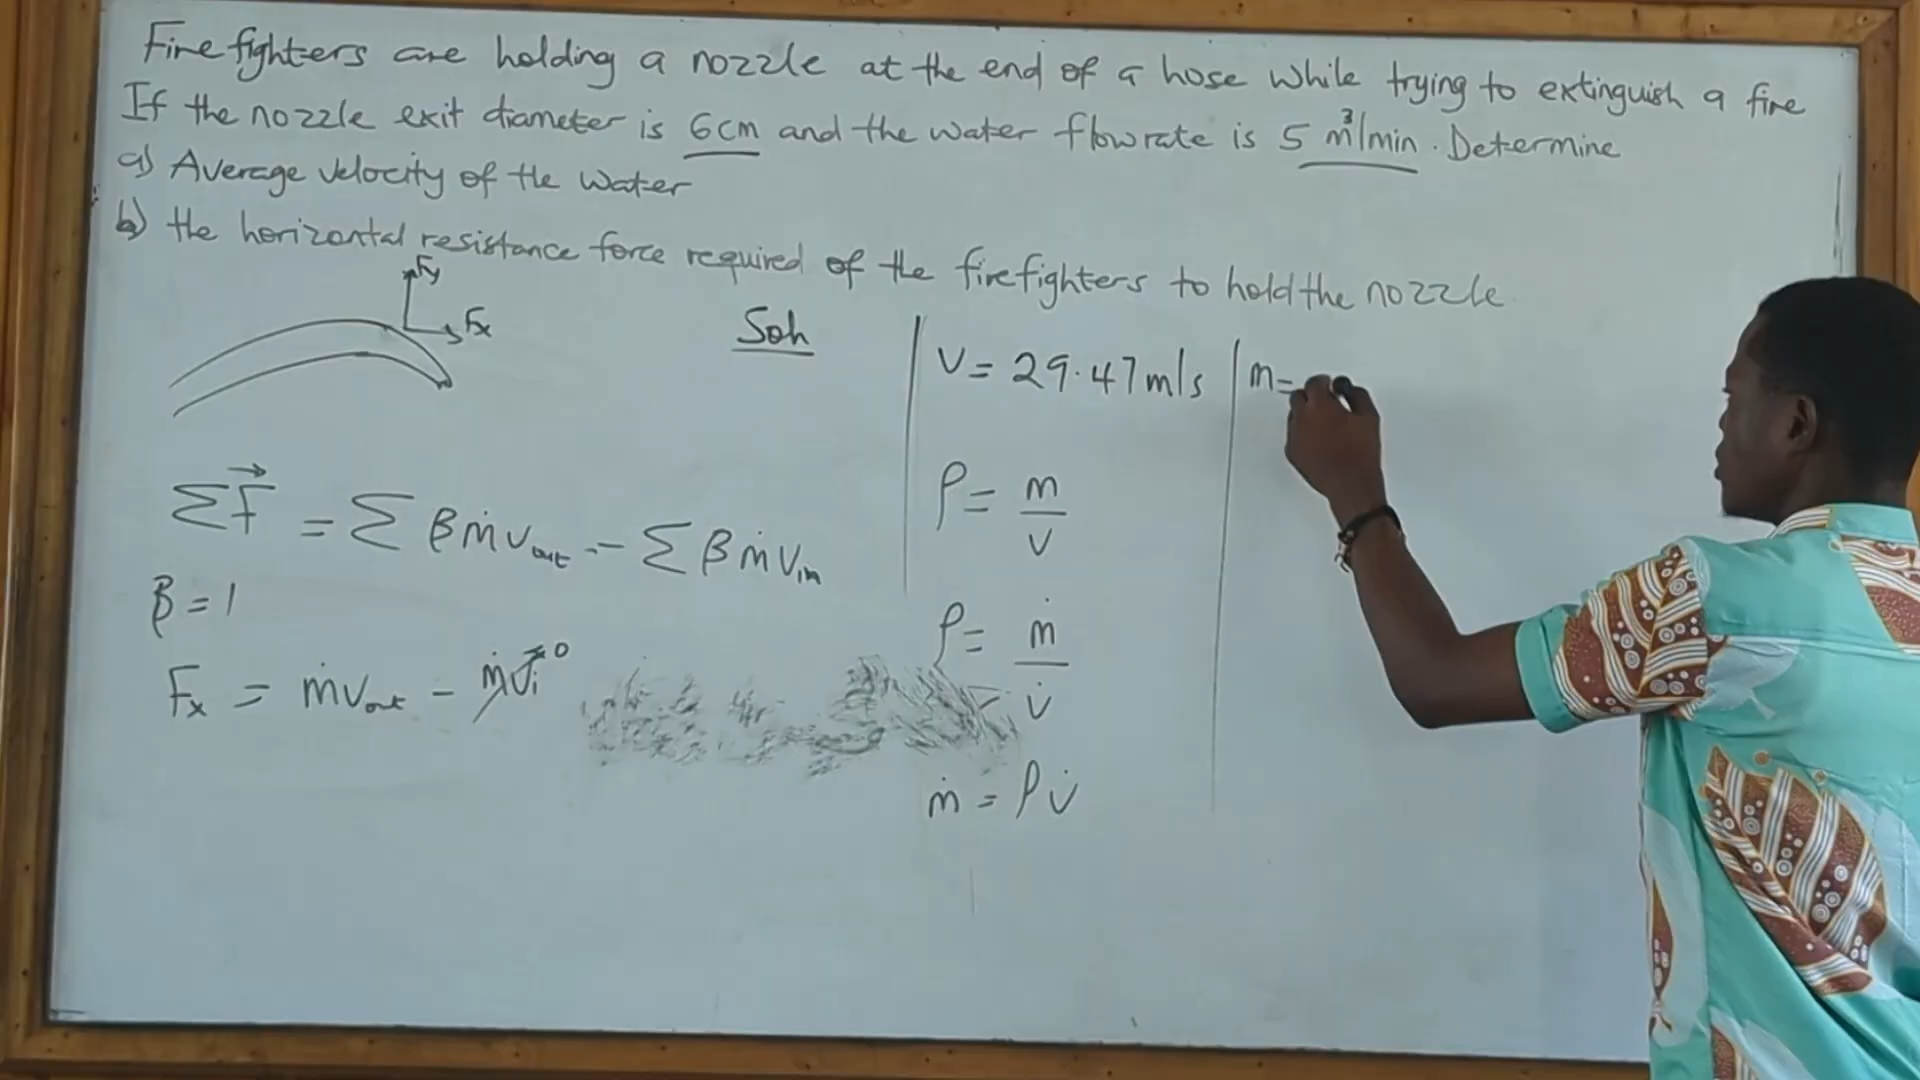 Firefighters are holding a nozzle at the end of a hose while trying to extinguish a fire
If the nozzle exit diameter is 6cm and the water flowrate is 5 m³/min. Determine
a) Average velocity of the water
b) the horizontal resistance force required of the firefighters to hold the nozzle
Fy
Fx
Soln
V = 29.47 m/s
ṁ =
ρ = m/v
ΣF⃗ = Σ βṁv_out - Σ βṁv_in
β = 1
ρ = ṁ/v̇
Fx = ṁv_out - ṁv_i → 0
ṁ = ρv̇